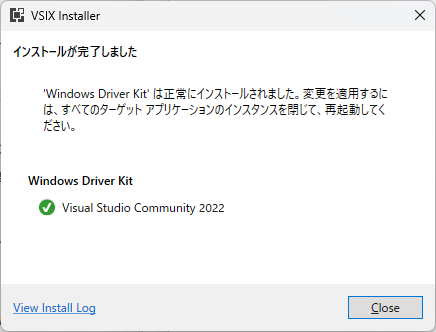 VSIX Installer
インストールが完了しました
'Windows Driver Kit' は正常にインストールされました。変更を適用するに
は、すべてのターゲット アプリケーションのインスタンスを閉じて、再起動してく
ださい。
Windows Driver Kit
Visual Studio Community 2022
View Install Log
Close